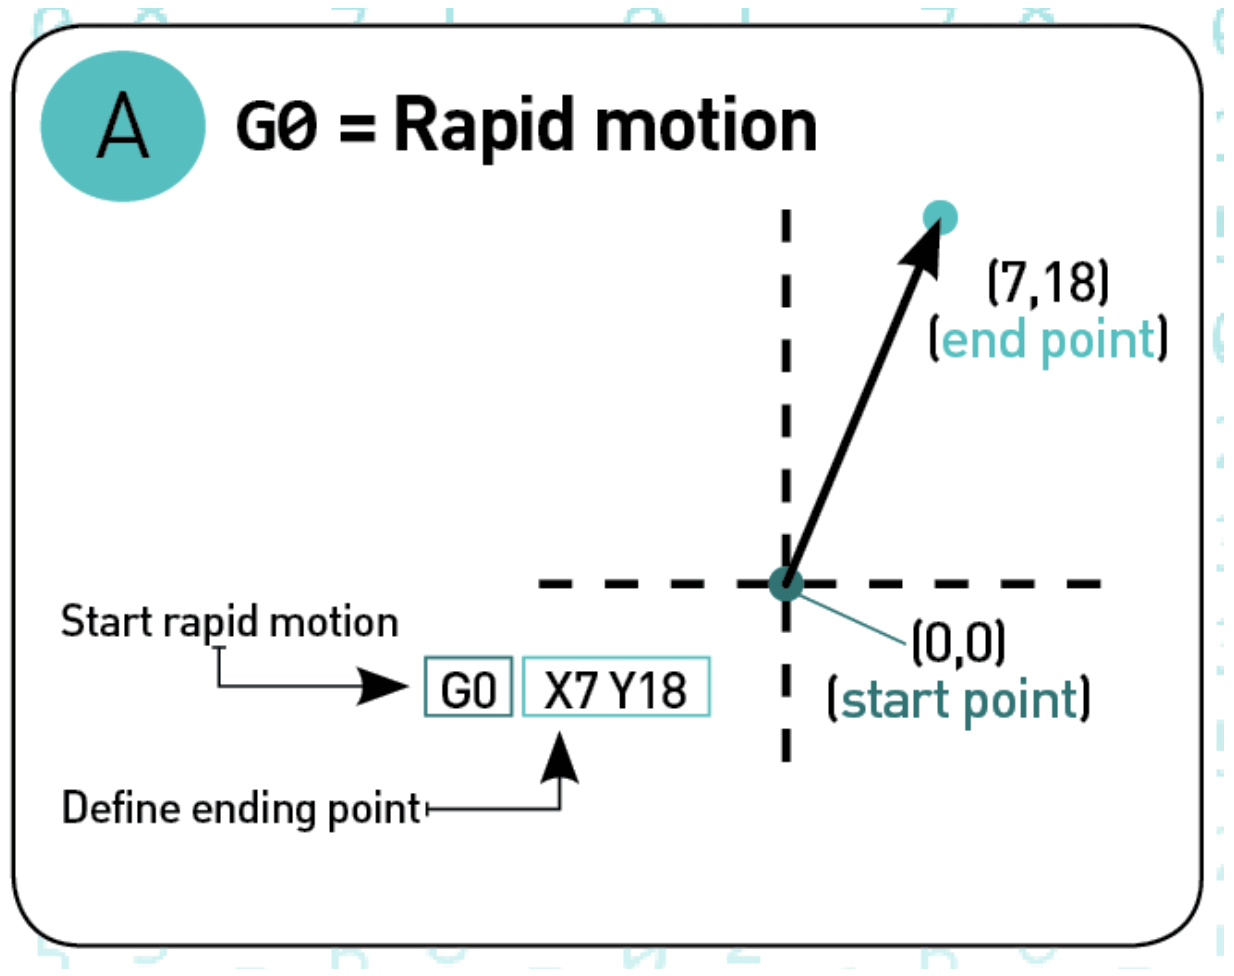 A
G0 = Rapid motion
(7,18)
(end point)
Start rapid motion
G0 X7 Y18
(0,0)
(start point)
Define ending point